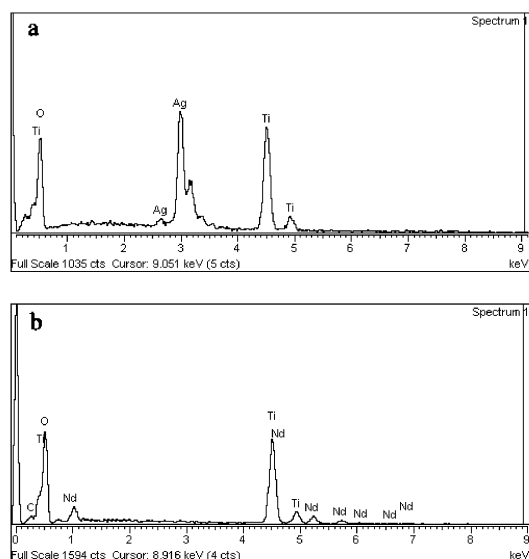 a
Spectrum 1
Ag
O
Ti
Ti
Ag
Ti
1 2 3 4 5 6 7 8 9
Full Scale 1035 cts Cursor: 9.051 keV (5 cts) keV
b
Spectrum 1
O
Ti
Ti
Nd
C
Nd
Ti
Nd
Nd
Nd
Nd
Nd
0 1 2 3 4 5 6 7 8
Full Scale 1594 cts Cursor: 8.916 keV (4 cts) keV